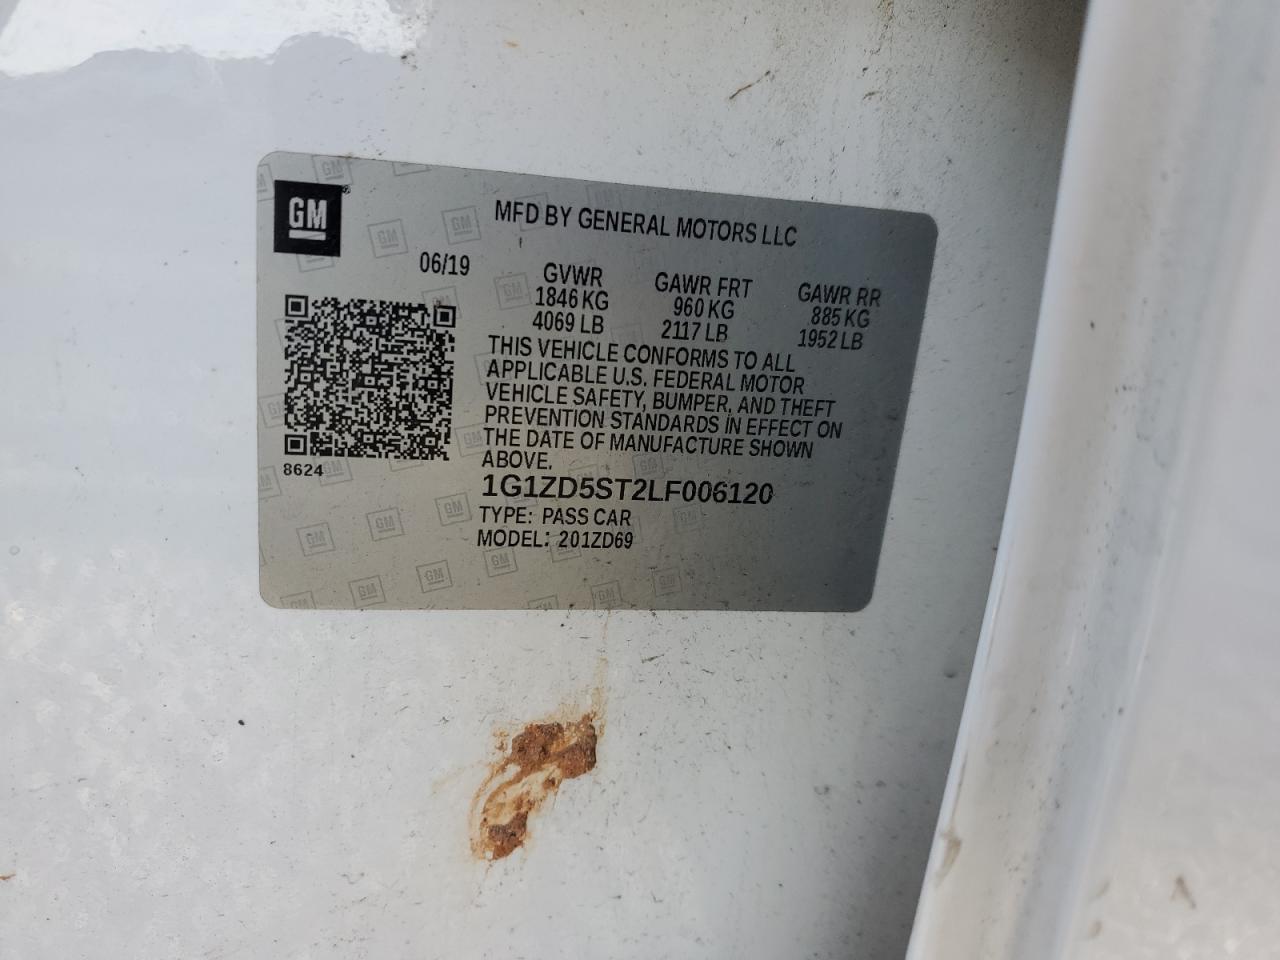 GM
MFD BY GENERAL MOTORS LLC
06/19
GVWR GAWR FRT GAWR RR
1846 KG 960 KG 885 KG
4069 LB 2117 LB 1952 LB
THIS VEHICLE CONFORMS TO ALL
APPLICABLE U.S. FEDERAL MOTOR
VEHICLE SAFETY, BUMPER, AND THEFT
PREVENTION STANDARDS IN EFFECT ON
THE DATE OF MANUFACTURE SHOWN
ABOVE.
8624
1G1ZD5ST2LF006120
TYPE: PASS CAR
MODEL: 201ZD69